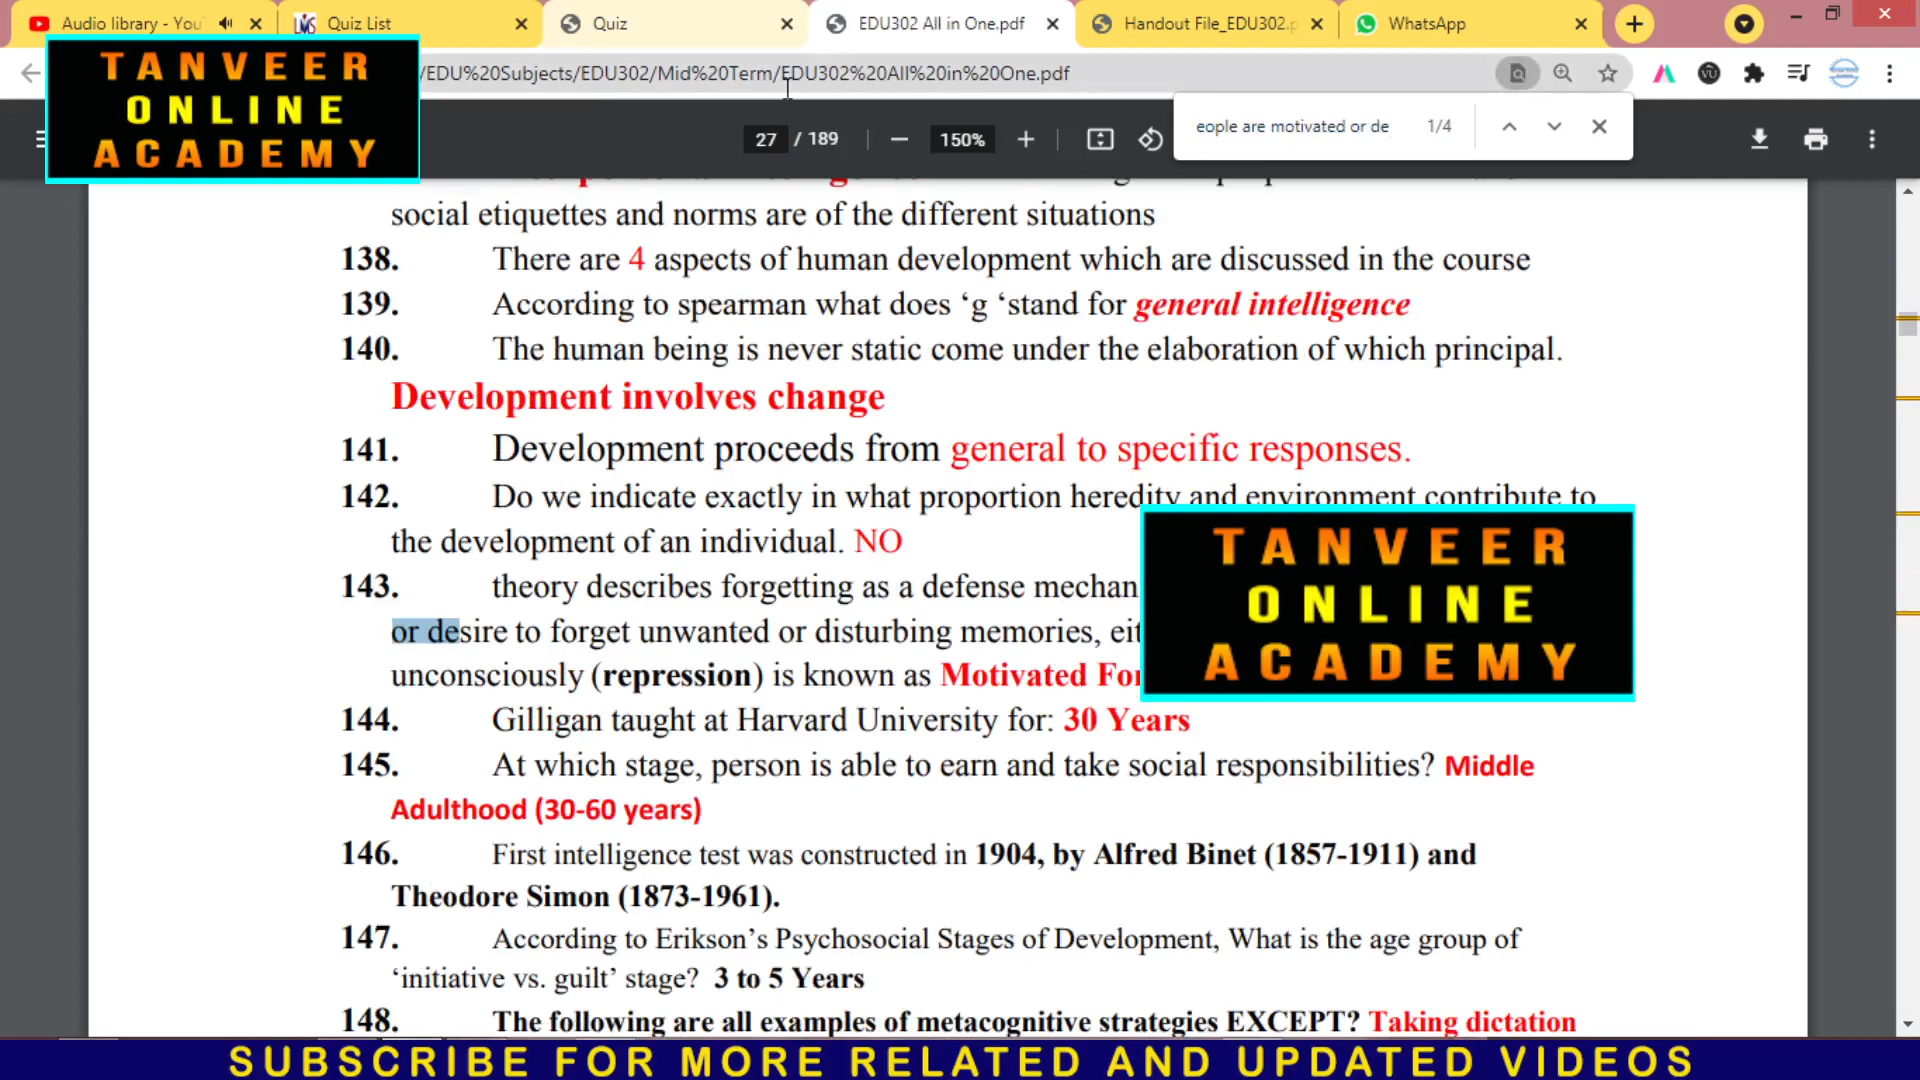 Audio library - You
Quiz List
Quiz
EDU302 All in One.pdf
Handout File_EDU302.p
WhatsApp
/EDU%20Subjects/EDU302/Mid%20Term/EDU302%20All%20in%20One.pdf
TANVEER
ONLINE
ACADEMY
27 / 189
150%
eople are motivated or de
1/4
social etiquettes and norms are of the different situations
138. There are 4 aspects of human development which are discussed in the course
139. According to spearman what does ‘g ‘stand for general intelligence
140. The human being is never static come under the elaboration of which principal.
Development involves change
141. Development proceeds from general to specific responses.
142. Do we indicate exactly in what proportion heredity and environment contribute to
the development of an individual. NO
143. theory describes forgetting as a defense mechan
or desire to forget unwanted or disturbing memories, eit
unconsciously (repression) is known as Motivated For
TANVEER
ONLINE
ACADEMY
144. Gilligan taught at Harvard University for: 30 Years
145. At which stage, person is able to earn and take social responsibilities? Middle
Adulthood (30-60 years)
146. First intelligence test was constructed in 1904, by Alfred Binet (1857-1911) and
Theodore Simon (1873-1961).
147. According to Erikson’s Psychosocial Stages of Development, What is the age group of
‘initiative vs. guilt’ stage? 3 to 5 Years
148. The following are all examples of metacognitive strategies EXCEPT? Taking dictation
SUBSCRIBE FOR MORE RELATED AND UPDATED VIDEOS